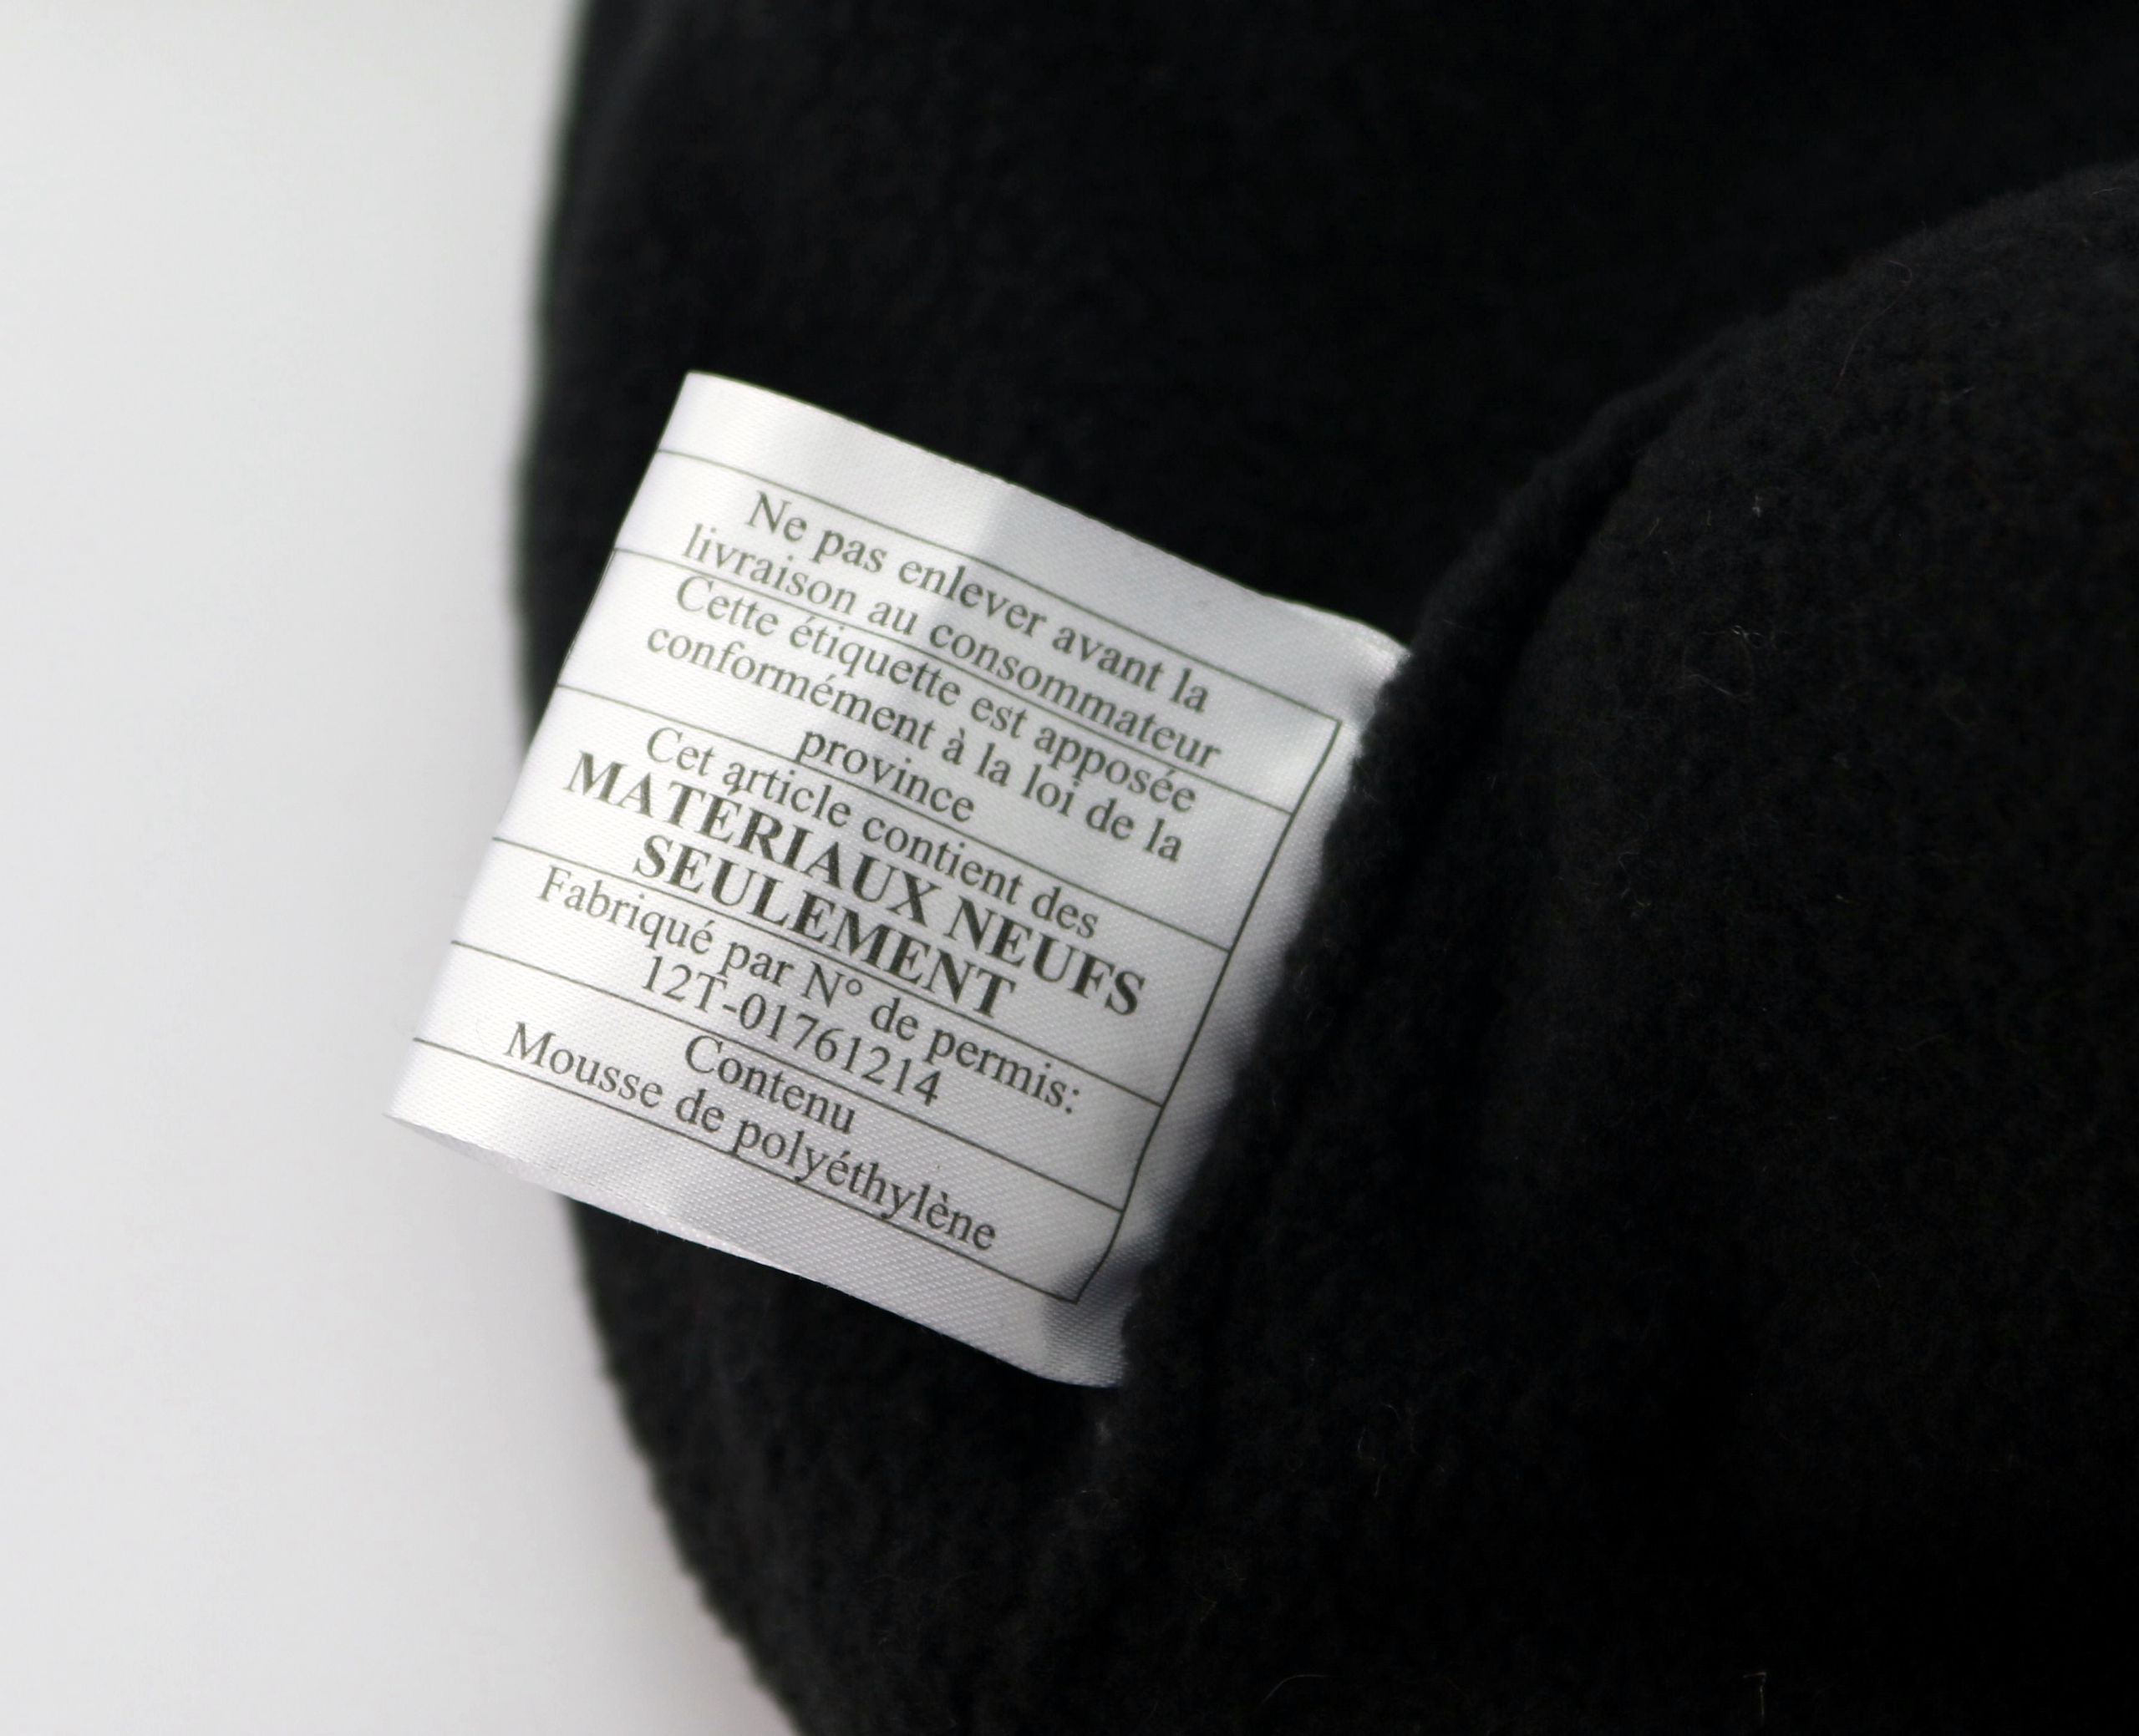 Ne pas enlever avant la
livraison au consommateur
Cette étiquette est apposée
conformément à la loi de la
province
Cet article contient des
MATÉRIAUX NEUFS
SEULEMENT
Fabriqué par N° de permis:
12T-01761214
Contenu
Mousse de polyéthylène